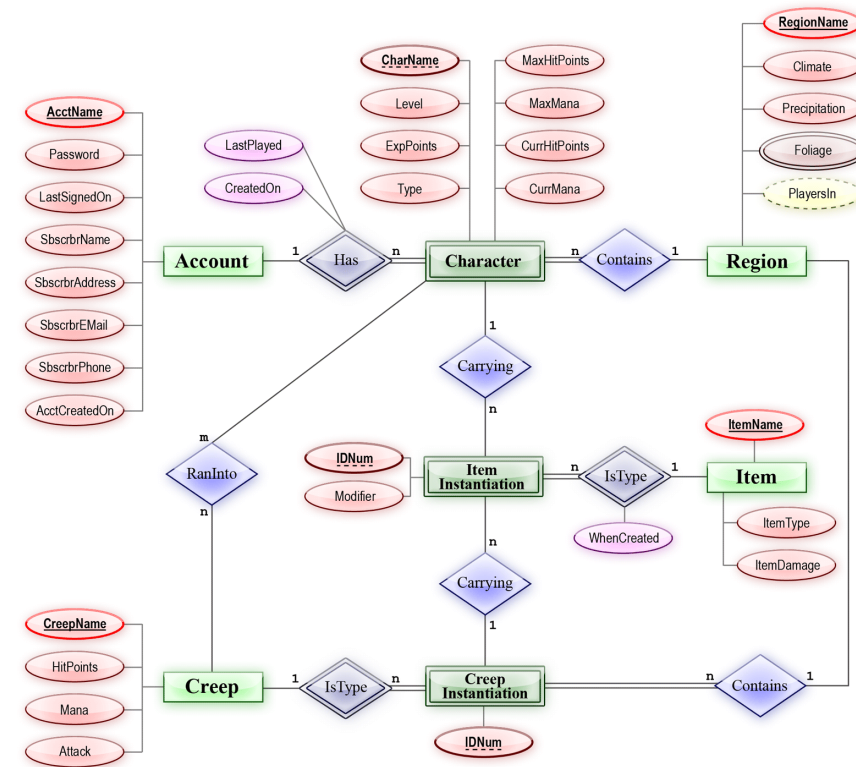 RegionName
CharName
MaxHitPoints
Climate
Level
MaxMana
AcctName
Precipitation
LastPlayed
ExpPoints
CurrHitPoints
Password
Foliage
CreatedOn
Type
CurrMana
LastSignedOn
PlayersIn
SbscrbrName
1
n
n
1
Account
Has
Character
Contains
Region
SbscrbrAddress
SbscrbrEMail
1
SbscrbrPhone
Carrying
AcctCreatedOn
n
ItemName
m
IDNum
RanInto
Item
Instantiation
n
IsType
1
Item
Modifier
n
ItemType
WhenCreated
n
Carrying
ItemDamage
1
CreepName
HitPoints
Creep
1
IsType
n
Creep
Instantiation
n
Contains
1
Mana
Attack
IDNum